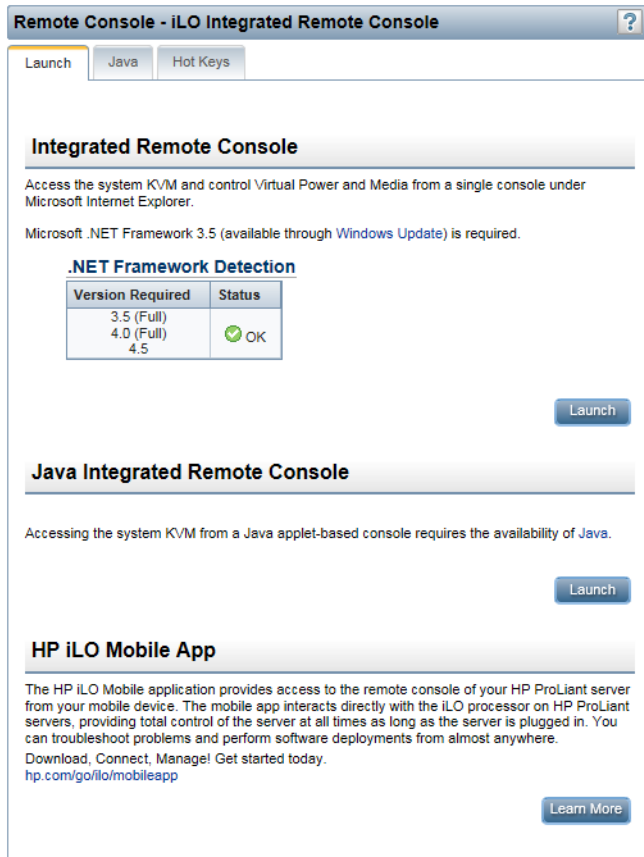 Remote Console - iLO Integrated Remote Console
?
Launch Java Hot Keys
Integrated Remote Console
Access the system KVM and control Virtual Power and Media from a single console under
Microsoft Internet Explorer.
Microsoft .NET Framework 3.5 (available through Windows Update) is required.
.NET Framework Detection
Version Required Status
3.5 (Full)
4.0 (Full)
4.5
OK
Launch
Java Integrated Remote Console
Accessing the system KVM from a Java applet-based console requires the availability of Java.
Launch
HP iLO Mobile App
The HP iLO Mobile application provides access to the remote console of your HP ProLiant server
from your mobile device. The mobile app interacts directly with the iLO processor on HP ProLiant
servers, providing total control of the server at all times as long as the server is plugged in. You
can troubleshoot problems and perform software deployments from almost anywhere.
Download, Connect, Manage! Get started today.
hp.com/go/ilo/mobileapp
Learn More